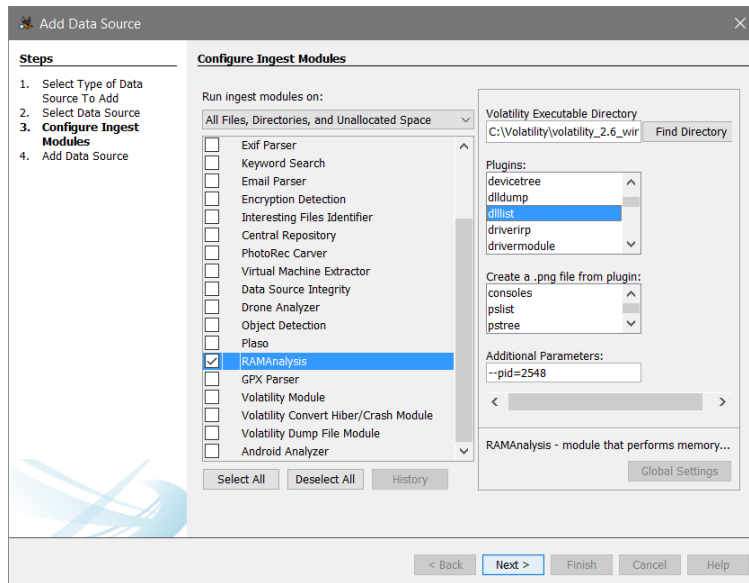 Add Data Source
Steps
1. Select Type of Data
Source To Add
2. Select Data Source
3. Configure Ingest
Modules
4. Add Data Source
Configure Ingest Modules
Run ingest modules on:
All Files, Directories, and Unallocated Space
Exif Parser
Keyword Search
Email Parser
Encryption Detection
Interesting Files Identifier
Central Repository
PhotoRec Carver
Virtual Machine Extractor
Data Source Integrity
Drone Analyzer
Object Detection
Plaso
RAMAnalysis
GPX Parser
Volatility Module
Volatility Convert Hiber/Crash Module
Volatility Dump File Module
Android Analyzer
Select All
Deselect All
History
Volatility Executable Directory
C:\Volatility\volatility_2.6_wir
Find Directory
Plugins:
devicetree
dlldump
dlllist
driverirp
drivermodule
Create a .png file from plugin:
consoles
pslist
pstree
Additional Parameters:
--pid=2548
RAMAnalysis - module that performs memory...
Global Settings
< Back
Next >
Finish
Cancel
Help